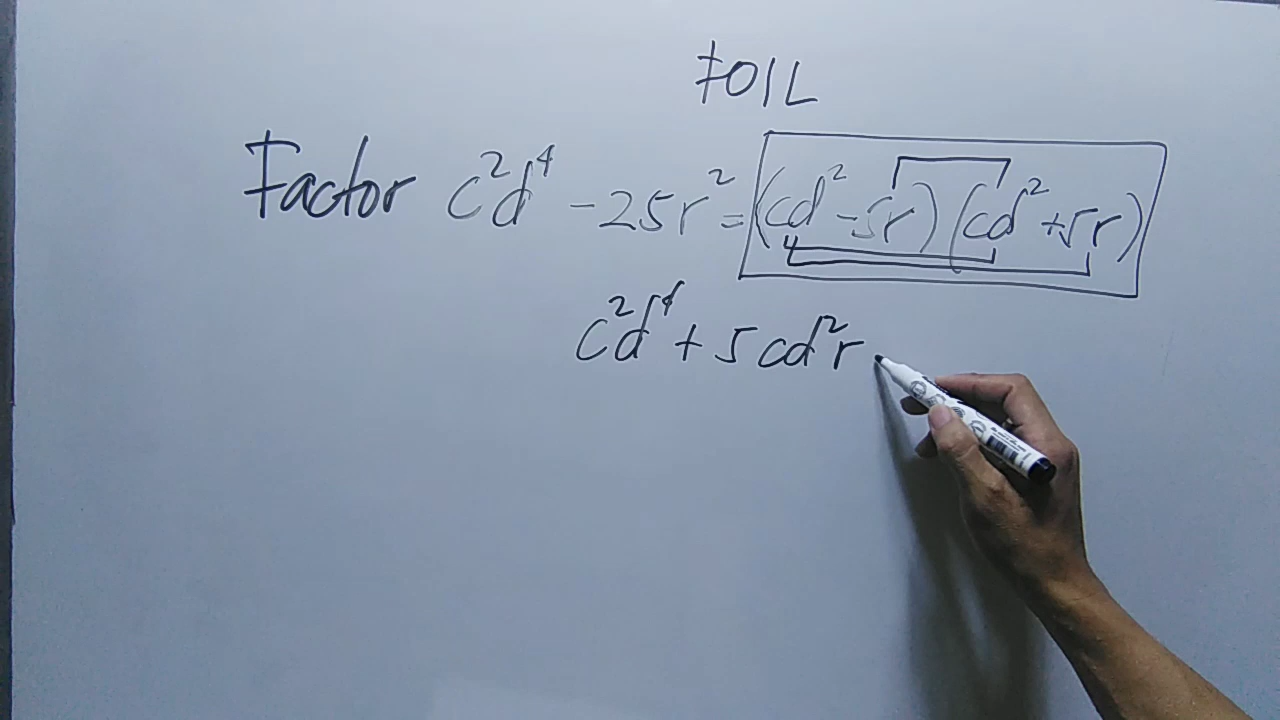 FOIL
Factor c²d⁴ - 25r² = (cd² - 5r)(cd² + 5r)
c²d⁴ + 5cd²r